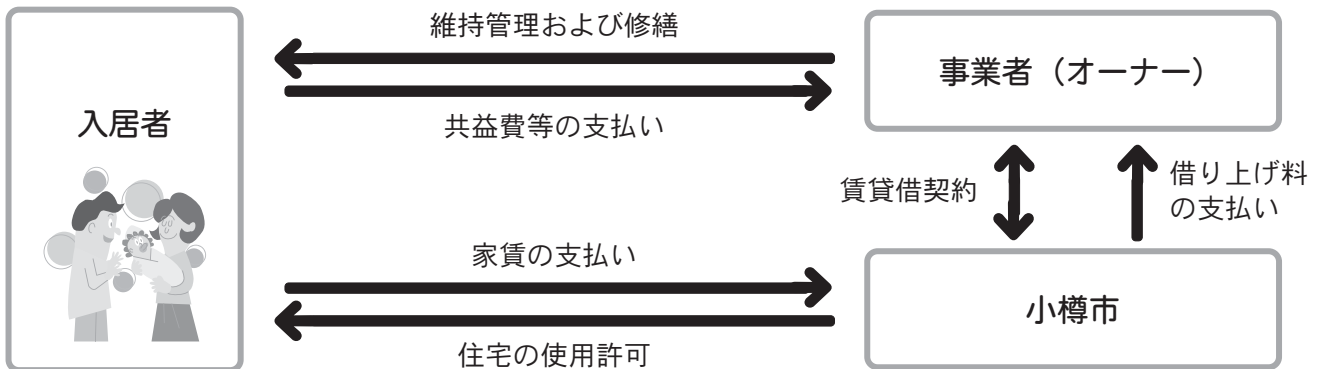 維持管理および修繕
事業者（オーナー）
入居者
共益費等の支払い
賃貸借契約
借り上げ料
の支払い
家賃の支払い
小樽市
住宅の使用許可